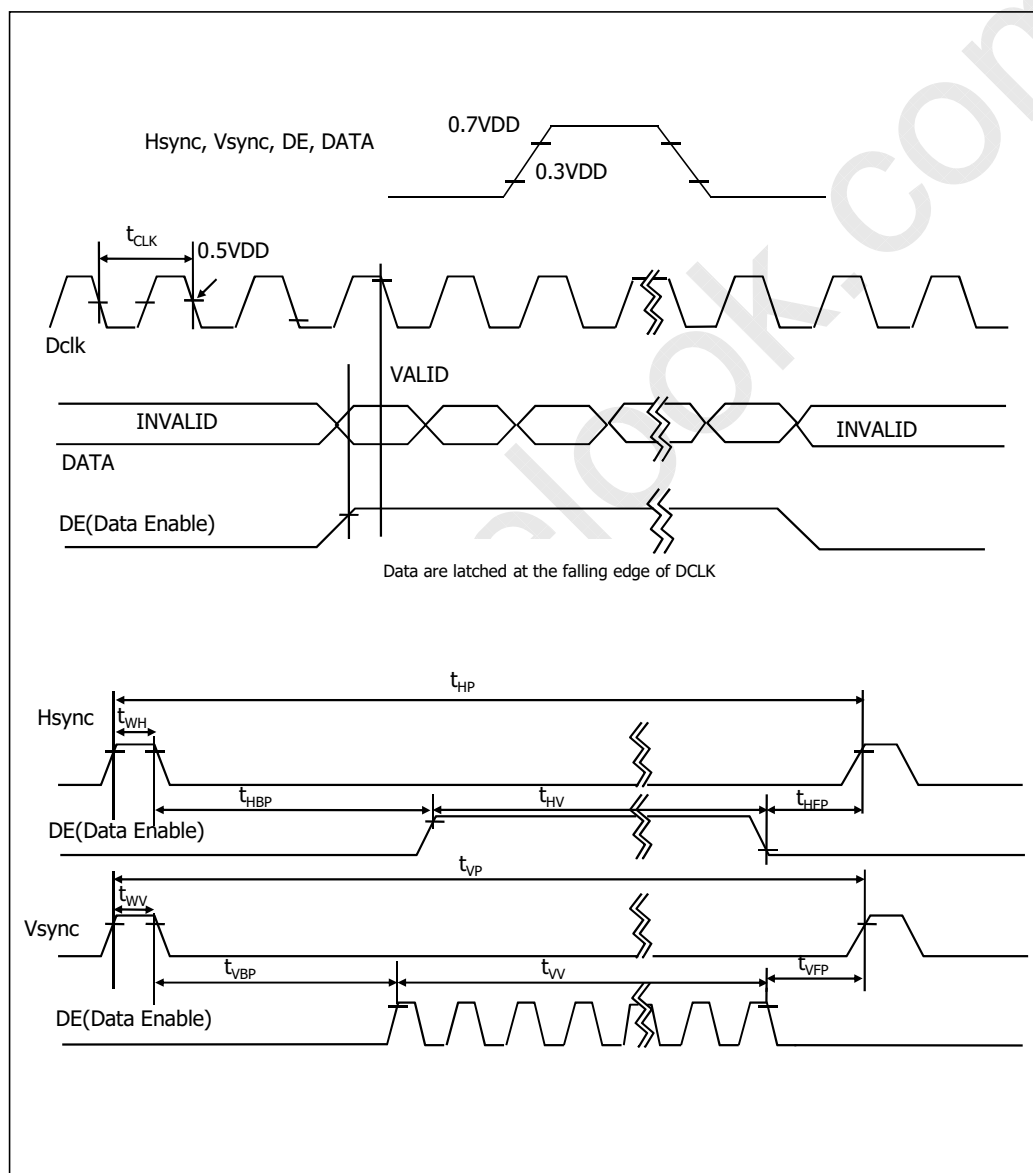 0.7VDD
Hsync, Vsync, DE, DATA
0.3VDD
tCLK
0.5VDD
Dclk
VALID
INVALID
INVALID
DATA
DE(Data Enable)
Data are latched at the falling edge of DCLK
tHP
Hsync
tWH
tHBP
tHV
tHFP
DE(Data Enable)
tVP
tWV
Vsync
tVBP
tVV
tVFP
DE(Data Enable)